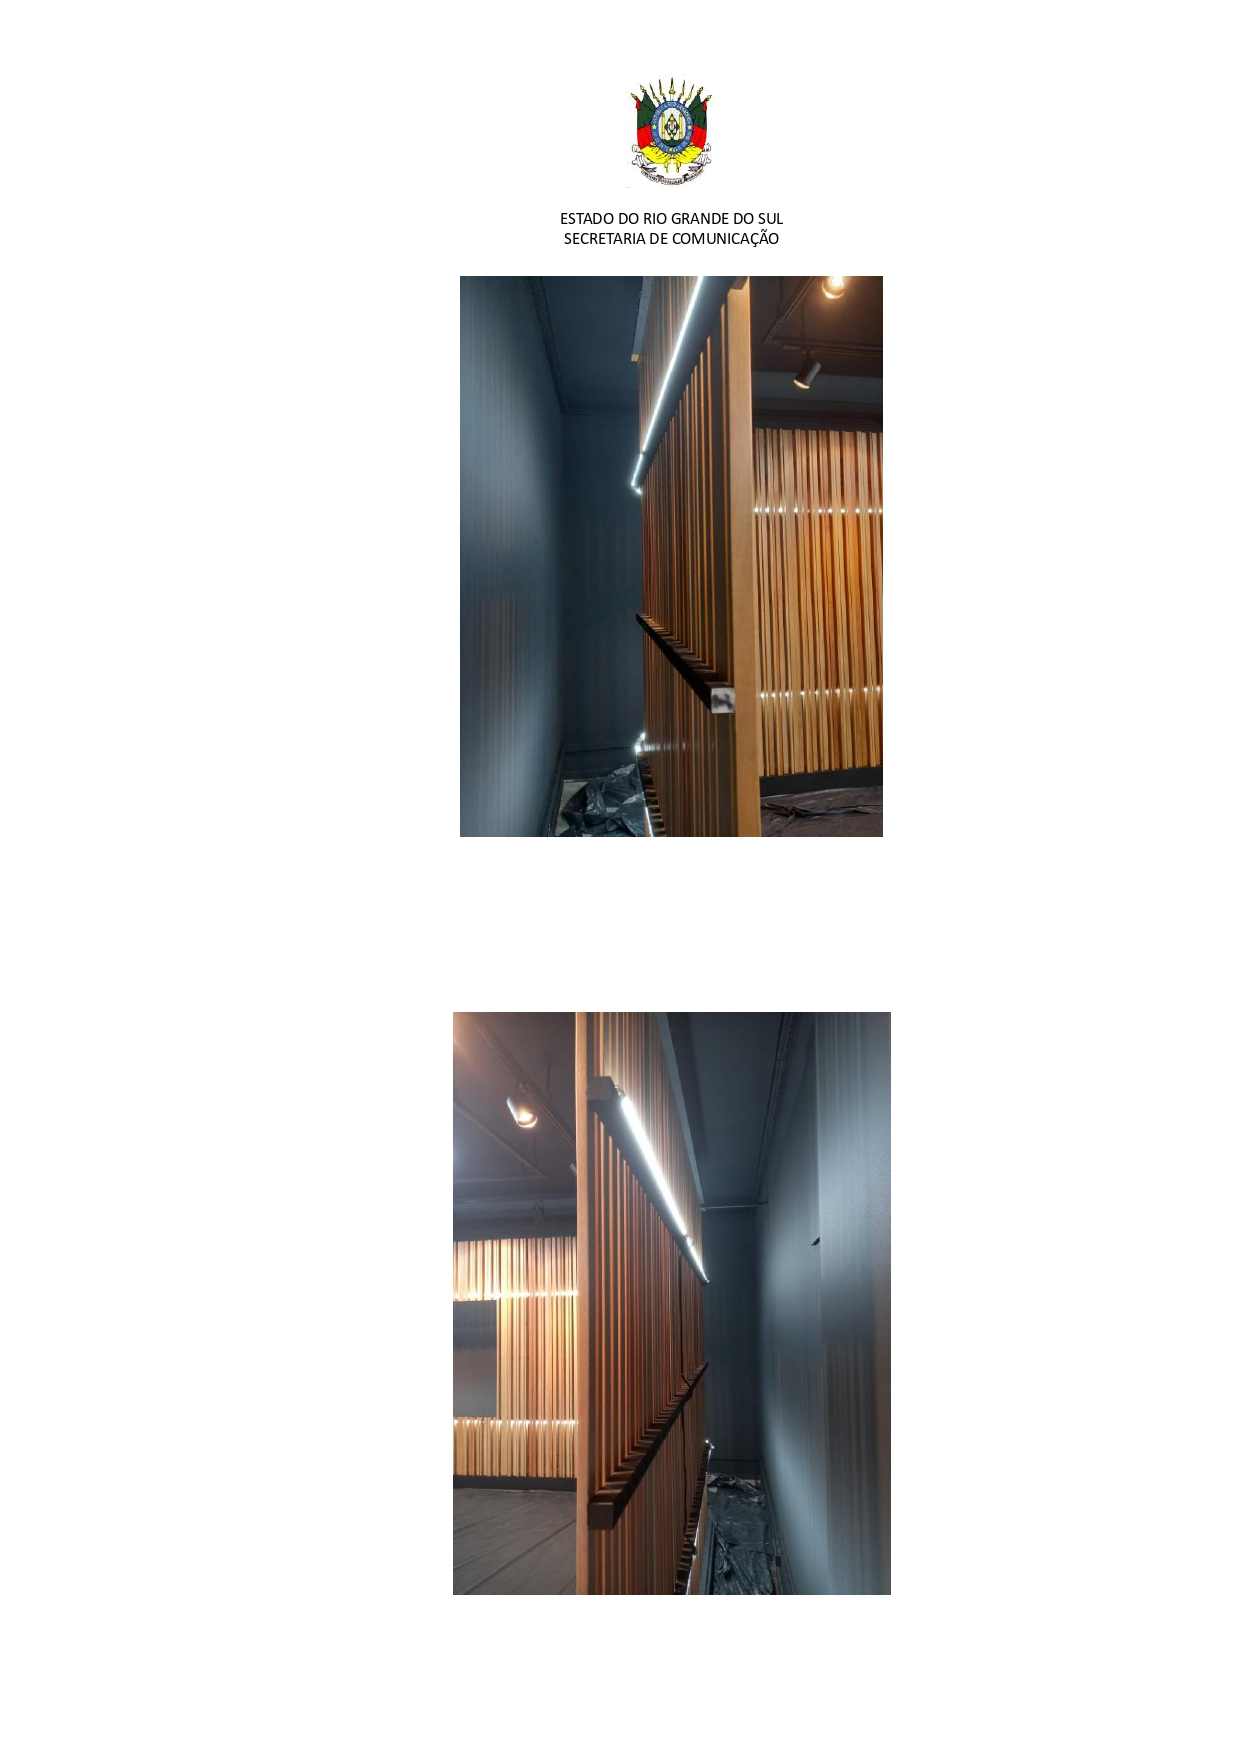 ESTADO DO RIO GRANDE DO SUL
SECRETARIA DE COMUNICAÇÃO